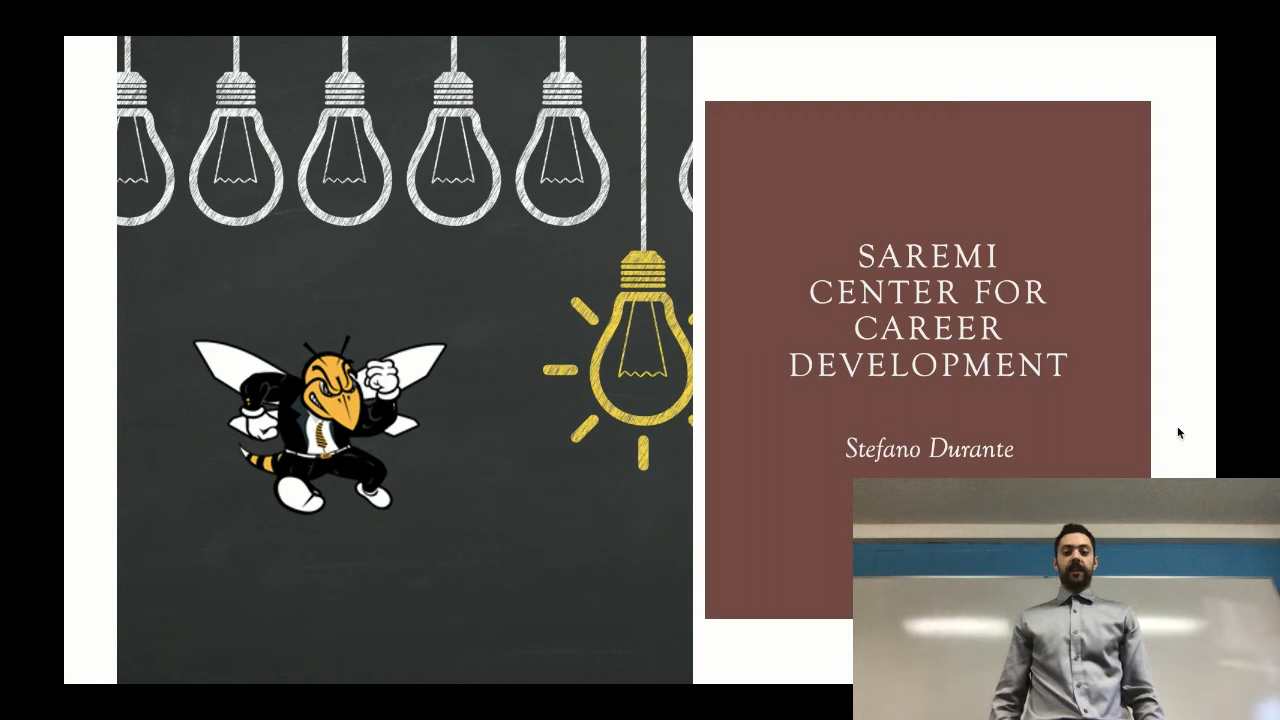 SAREMI
CENTER FOR
CAREER
DEVELOPMENT
Stefano Durante